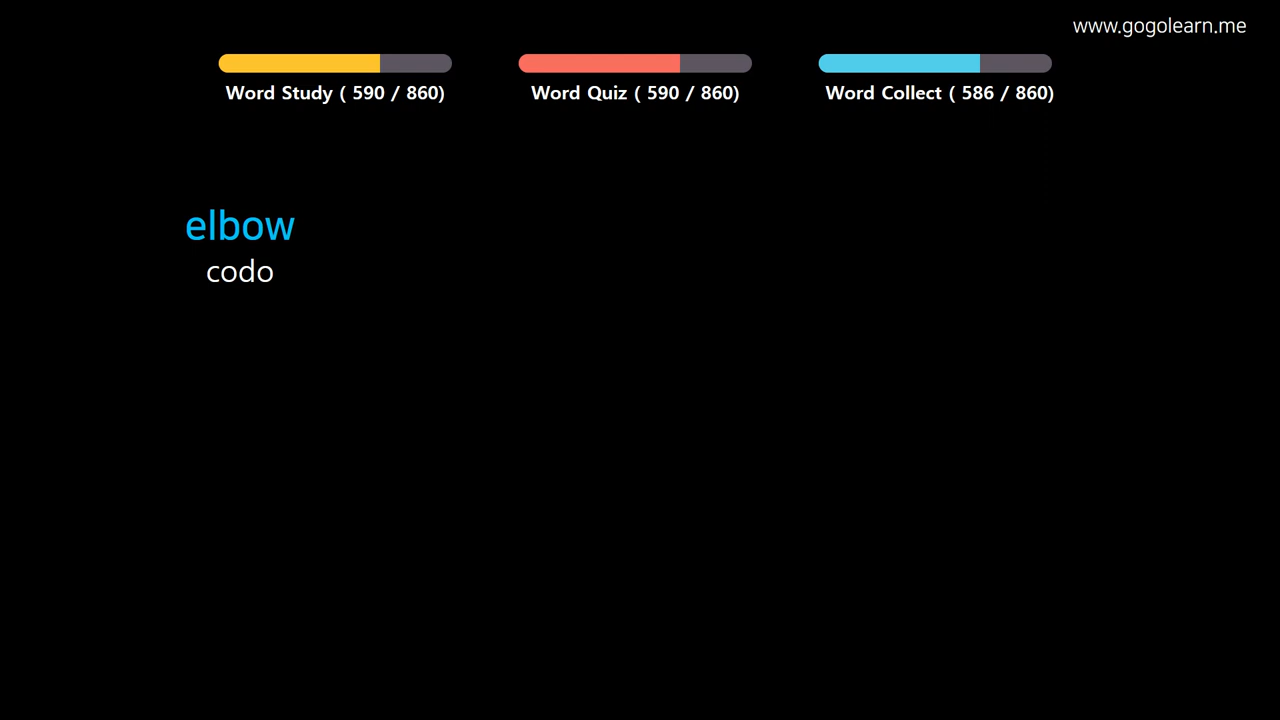 www.gogolearn.me
Word Study ( 590 / 860)
Word Quiz ( 590 / 860)
Word Collect ( 586 / 860)
elbow
codo